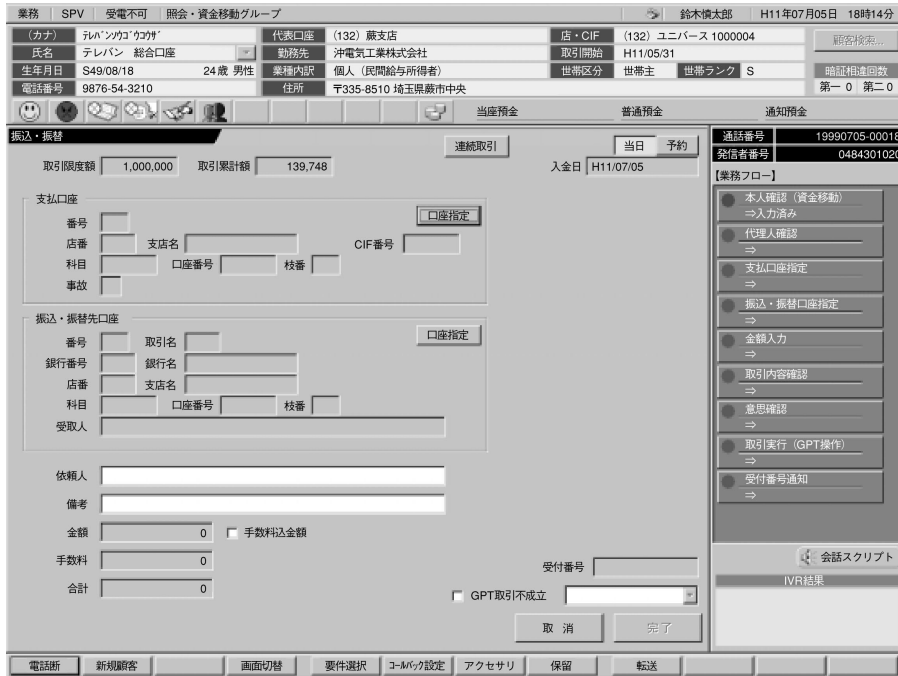 業務 SPV 受電不可 照会・資金移動グループ 鈴木慎太郎 H11年07月05日 18時14分
(カナ) ﾃﾚﾊﾞﾝｿｳｺﾞｳｺｳｻﾞ 代表口座 (132) 蕨支店 店・CIF (132) ユニバース 1000004 顧客検索...
氏名 テレバン 総合口座 勤務先 沖電気工業株式会社 取引開始 H11/05/31
生年月日 S49/08/18 24歳 男性 業種内訳 個人（民間給与所得者） 世帯区分 世帯主 世帯ランク S 暗証相違回数
電話番号 9876-54-3210 住所 〒335-8510 埼玉県蕨市中央 第一 0 第二 0
当座預金 普通預金 通知預金
振込・振替 連続取引 当日 予約 通話番号 19990705-00018
取引限度額 1,000,000 取引累計額 139,748 入金日 H11/07/05 発信者番号 0484301020
【業務フロー】
支払口座 口座指定
番号
店番 支店名 CIF番号
科目 口座番号 枝番
事故
振込・振替先口座 口座指定
番号 取引名
銀行番号 銀行名
店番 支店名
科目 口座番号 枝番
受取人
依頼人
備考
金額 0 手数料込金額
手数料 0 受付番号
合計 0 GPT取引不成立
取 消 完了
本人確認（資金移動）
⇒入力済み
代理人確認
⇒
支払口座指定
⇒
振込・振替口座指定
⇒
金額入力
⇒
取引内容確認
⇒
意思確認
⇒
取引実行（GPT操作）
⇒
受付番号通知
⇒
会話スクリプト
IVR結果
電話断 新規顧客 画面切替 要件選択 ｺｰﾙﾊﾞｯｸ設定 アクセサリ 保留 転送